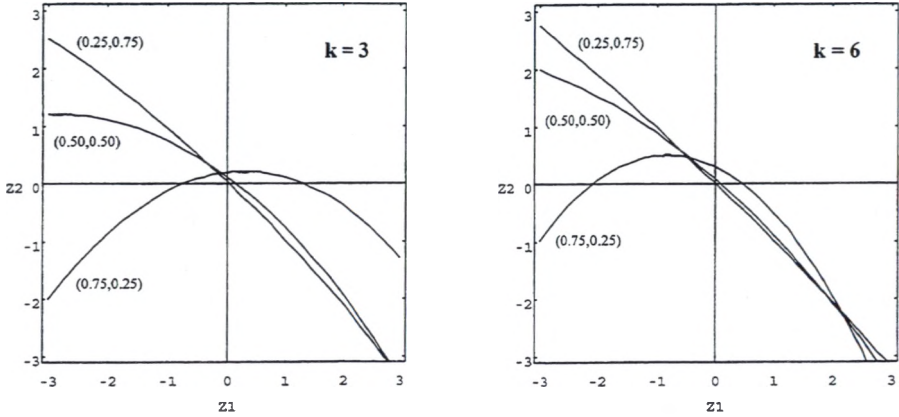 3
(0.25,0.75)
k = 3
2
1
(0.50,0.50)
Z2 0
-1
(0.75,0.25)
-2
-3
-3 -2 -1 0 1 2 3
Z1
3
(0.25,0.75)
k = 6
2
(0.50,0.50)
1
Z2 0
(0.75,0.25)
-1
-2
-3
-3 -2 -1 0 1 2 3
Z1